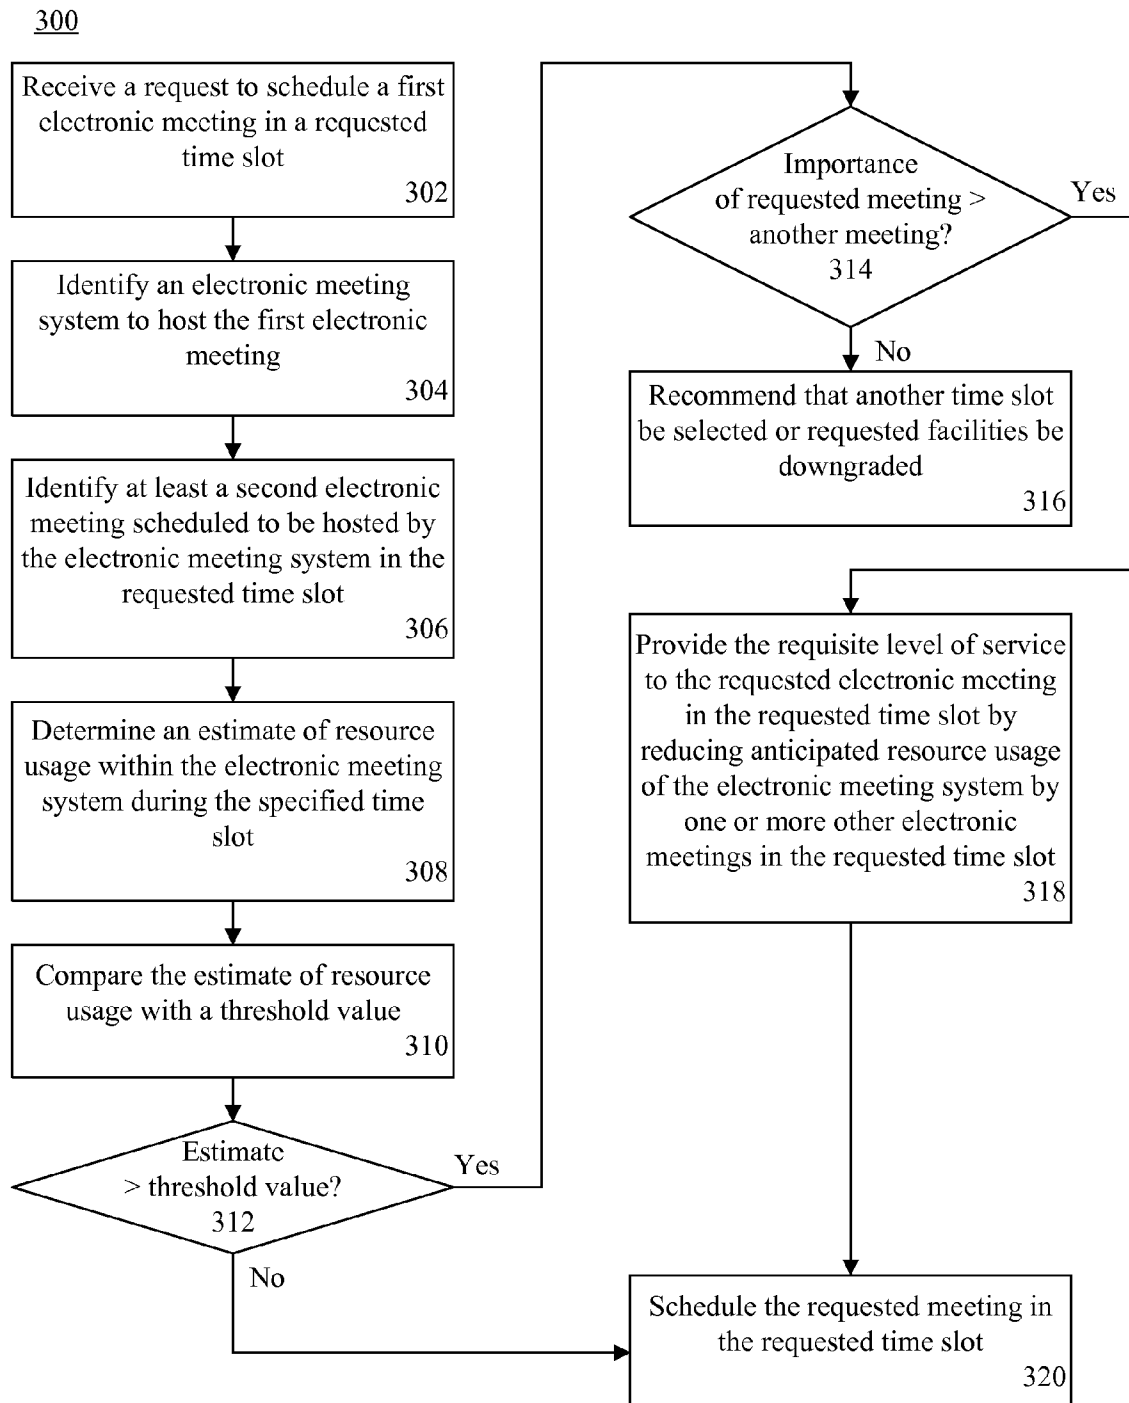 300
Receive a request to schedule a first
electronic meeting in a requested
time slot
302
Identify an electronic meeting
system to host the first electronic
meeting
304
Identify at least a second electronic
meeting scheduled to be hosted by
the electronic meeting system in the
requested time slot
306
Determine an estimate of resource
usage within the electronic meeting
system during the specified time
slot
308
Compare the estimate of resource
usage with a threshold value
310
Estimate
> threshold value?
312
Yes
No
Importance
of requested meeting >
another meeting?
314
Yes
No
Recommend that another time slot
be selected or requested facilities be
downgraded
316
Provide the requisite level of service
to the requested electronic meeting
in the requested time slot by
reducing anticipated resource usage
of the electronic meeting system by
one or more other electronic
meetings in the requested time slot
318
Schedule the requested meeting in
the requested time slot
320